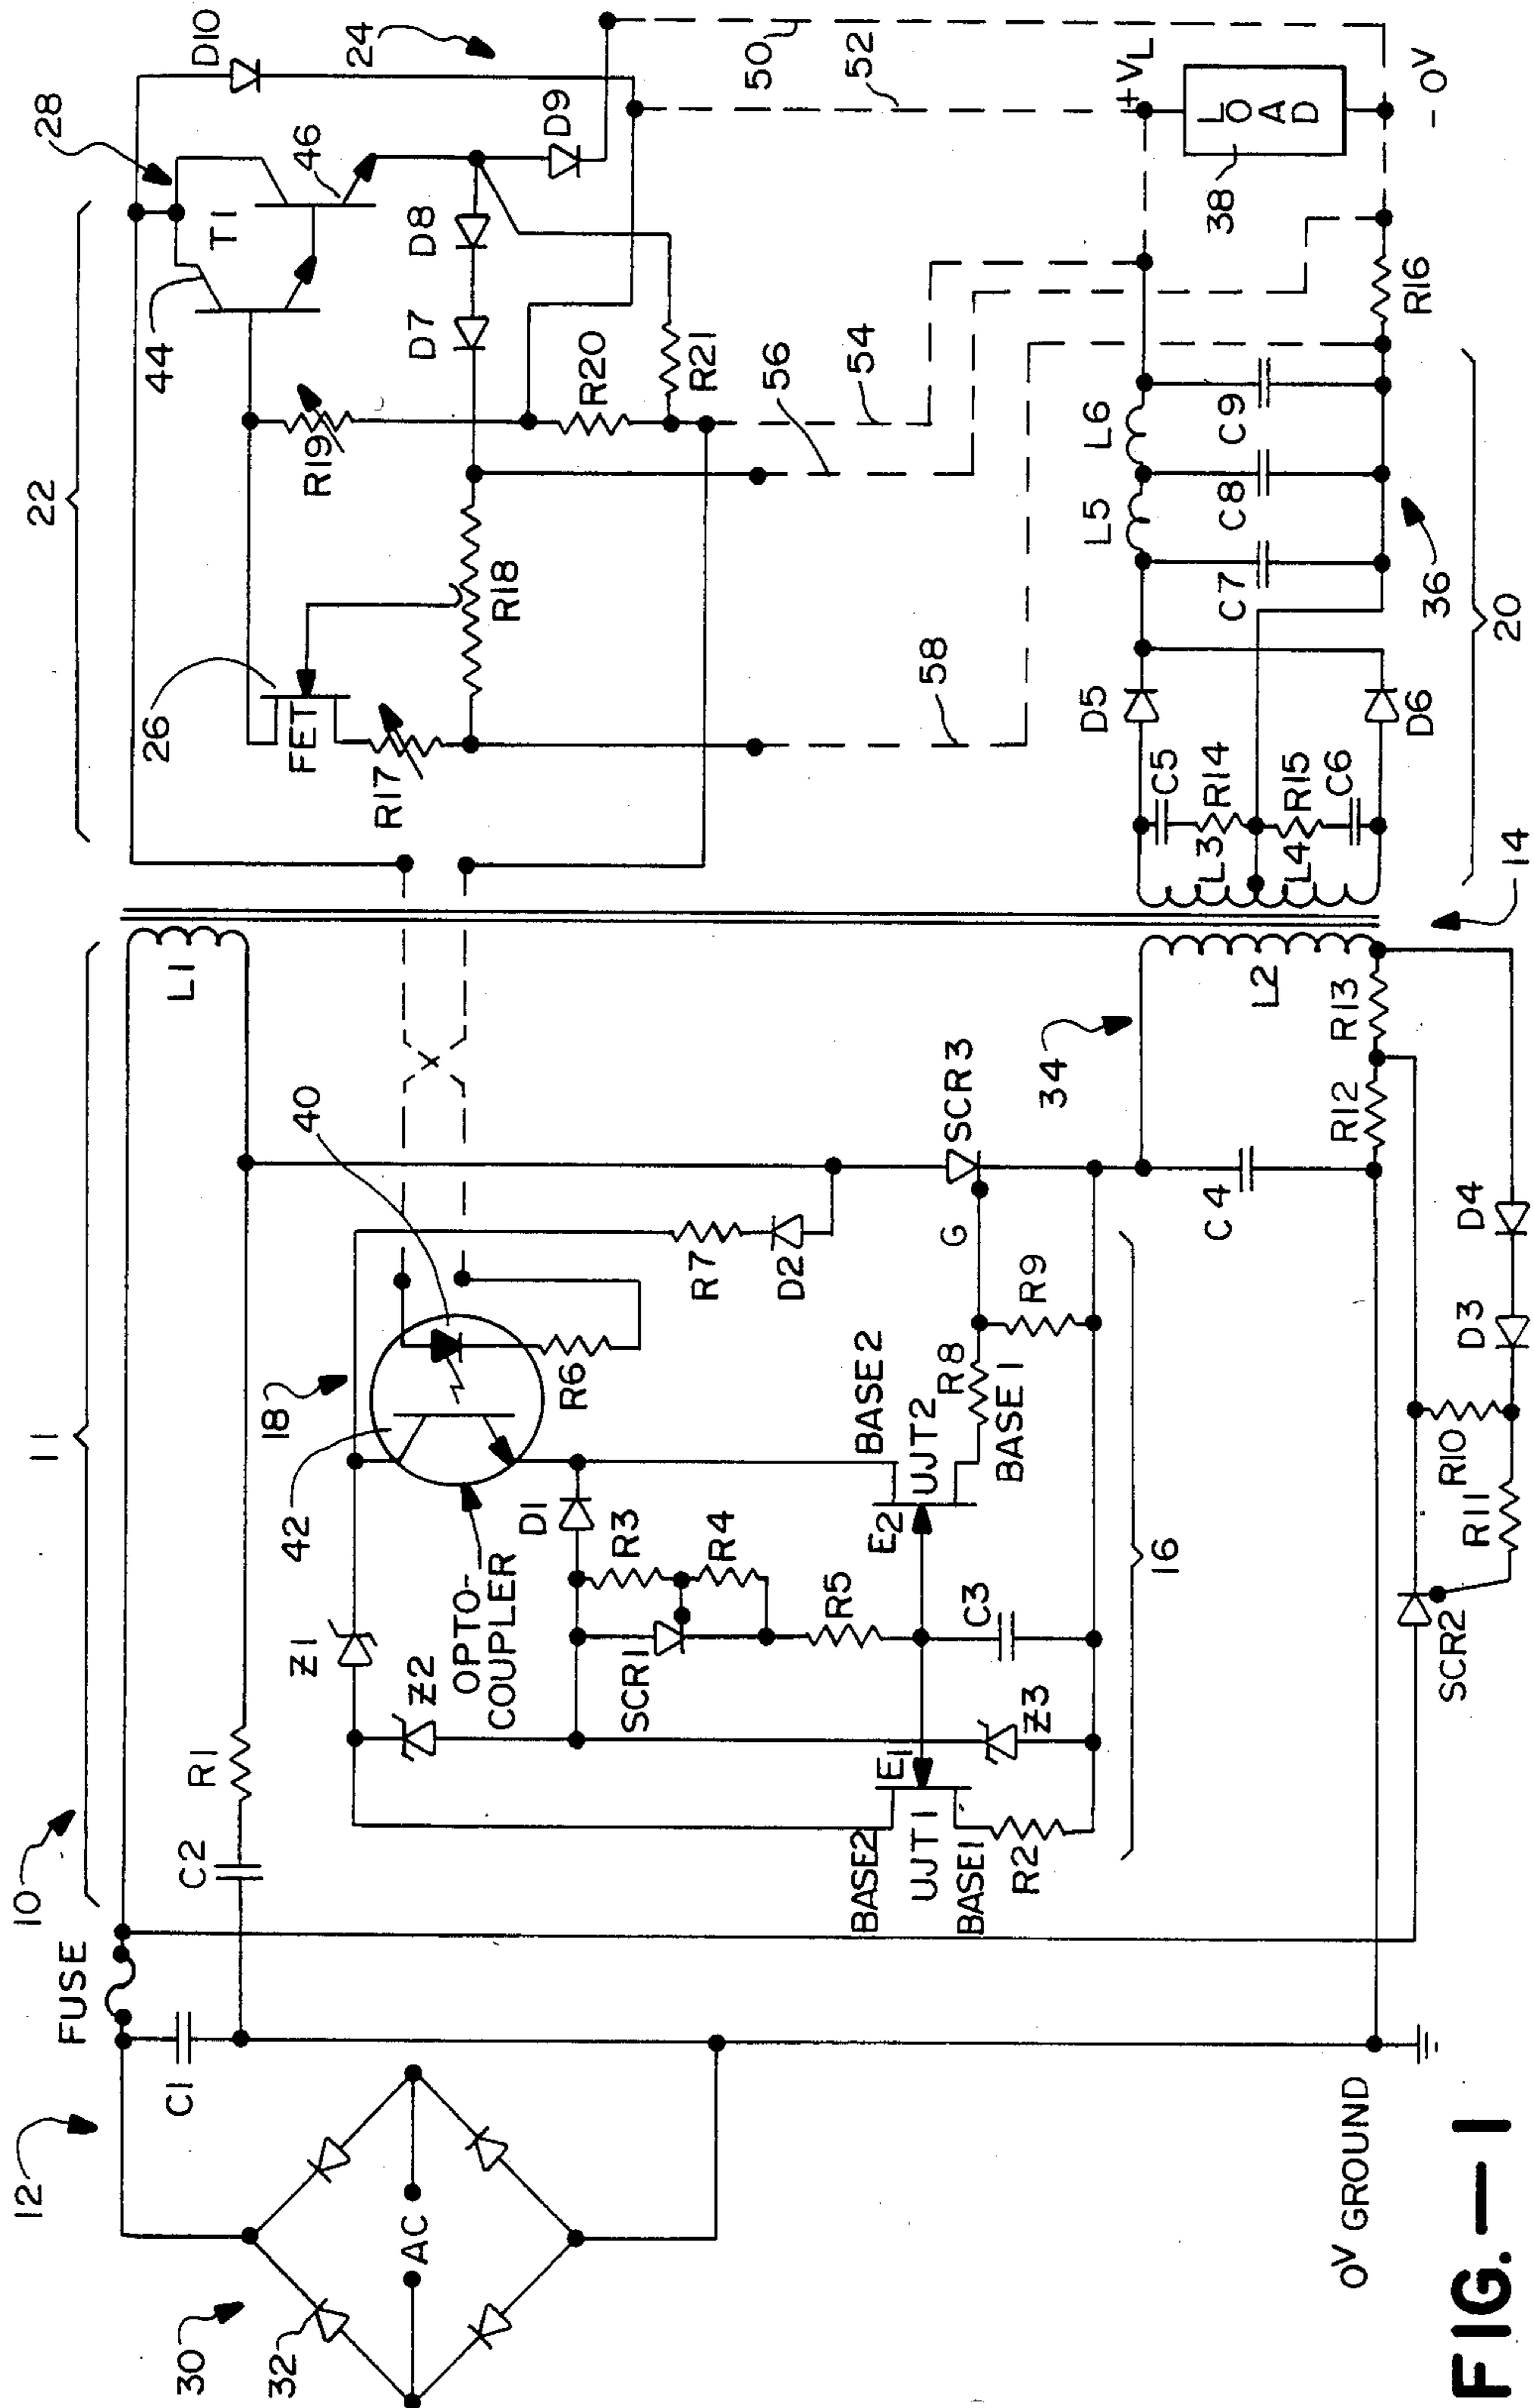 10
11
12
FUSE
C1
C2
R1
L1
30
32
AC
0V GROUND
Z1
Z2
Z3
42
18
40
OPTO-
COUPLER
D1
R3
R4
R5
R6
R7
D2
SCR1
SCR3
G
C3
BASE2
E1
UJT1
BASE1
R2
BASE2
E2
UJT2
BASE1
R8
R9
16
34
L2
C4
R12
R13
SCR2
R11
R10
D3
D4
14
22
28
24
26
FET
R17
R18
R19
R20
R21
44
T1
46
D7
D8
D9
D10
50
52
54
56
58
L3
L4
C5
R14
R15
C6
D5
D6
L5
L6
C7
C8
C9
36
20
R16
+VL
LOAD
38
-0V
FIG.-1